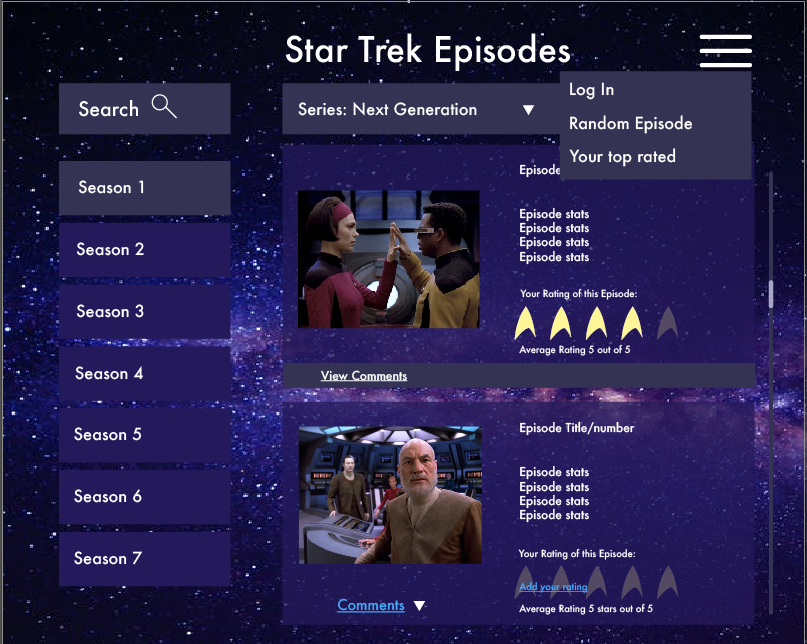 Star Trek Episodes
Search
Series: Next Generation ▼
Log In
Random Episode
Your top rated
Season 1
Season 2
Season 3
Season 4
Season 5
Season 6
Season 7
Episode
Episode stats
Episode stats
Episode stats
Episode stats
Your Rating of this Episode:
Average Rating 5 out of 5
View Comments
Episode Title/number
Episode stats
Episode stats
Episode stats
Episode stats
Your Rating of this Episode:
Add your rating
Average Rating 5 stars out of 5
Comments ▼